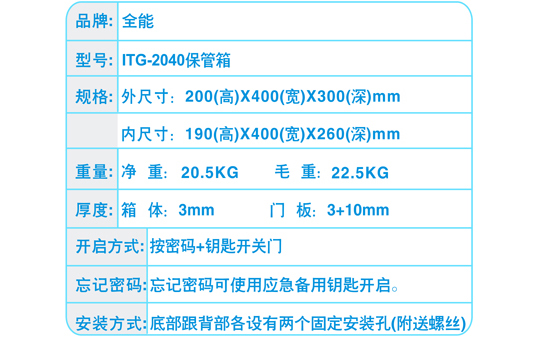 品牌: 全能
型号: ITG-2040保管箱
规格: 外尺寸: 200(高)X400(宽)X300(深)mm
内尺寸: 190(高)X400(宽)X260(深)mm
重量: 净 重: 20.5KG 毛 重: 22.5KG
厚度: 箱 体: 3mm 门 板: 3+10mm
开启方式: 按密码+钥匙开关门
忘记密码: 忘记密码可使用应急备用钥匙开启。
安装方式: 底部跟背部各设有两个固定安装孔(附送螺丝)